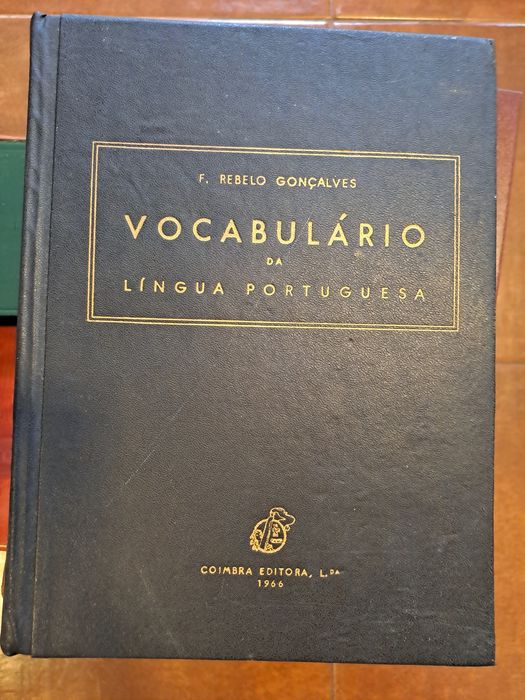 F. REBELO GONÇALVES
VOCABULÁRIO
DA
LÍNGUA PORTUGUESA
COIMBRA EDITORA, L.DA
1966